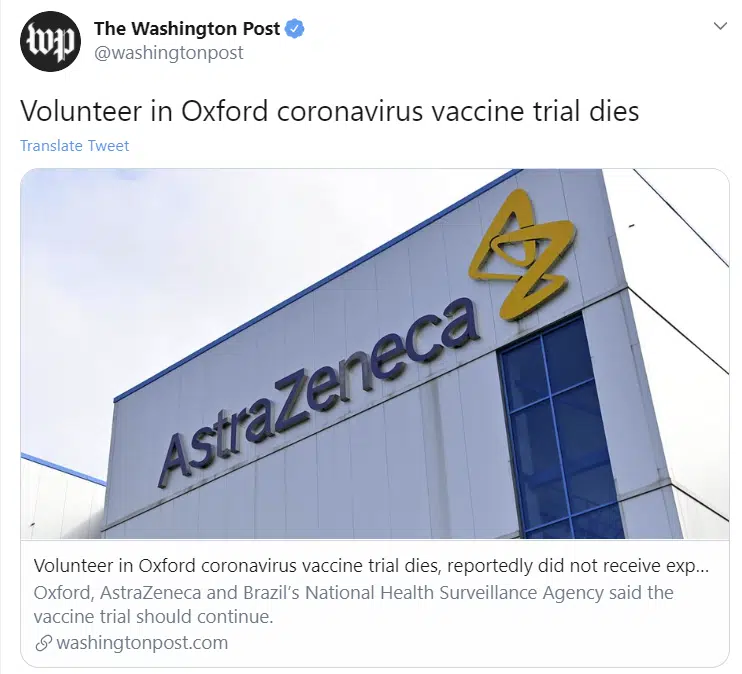 The Washington Post
@washingtonpost
Volunteer in Oxford coronavirus vaccine trial dies
Translate Tweet
AstraZeneca
Volunteer in Oxford coronavirus vaccine trial dies, reportedly did not receive exp...
Oxford, AstraZeneca and Brazil's National Health Surveillance Agency said the
vaccine trial should continue.
washingtonpost.com